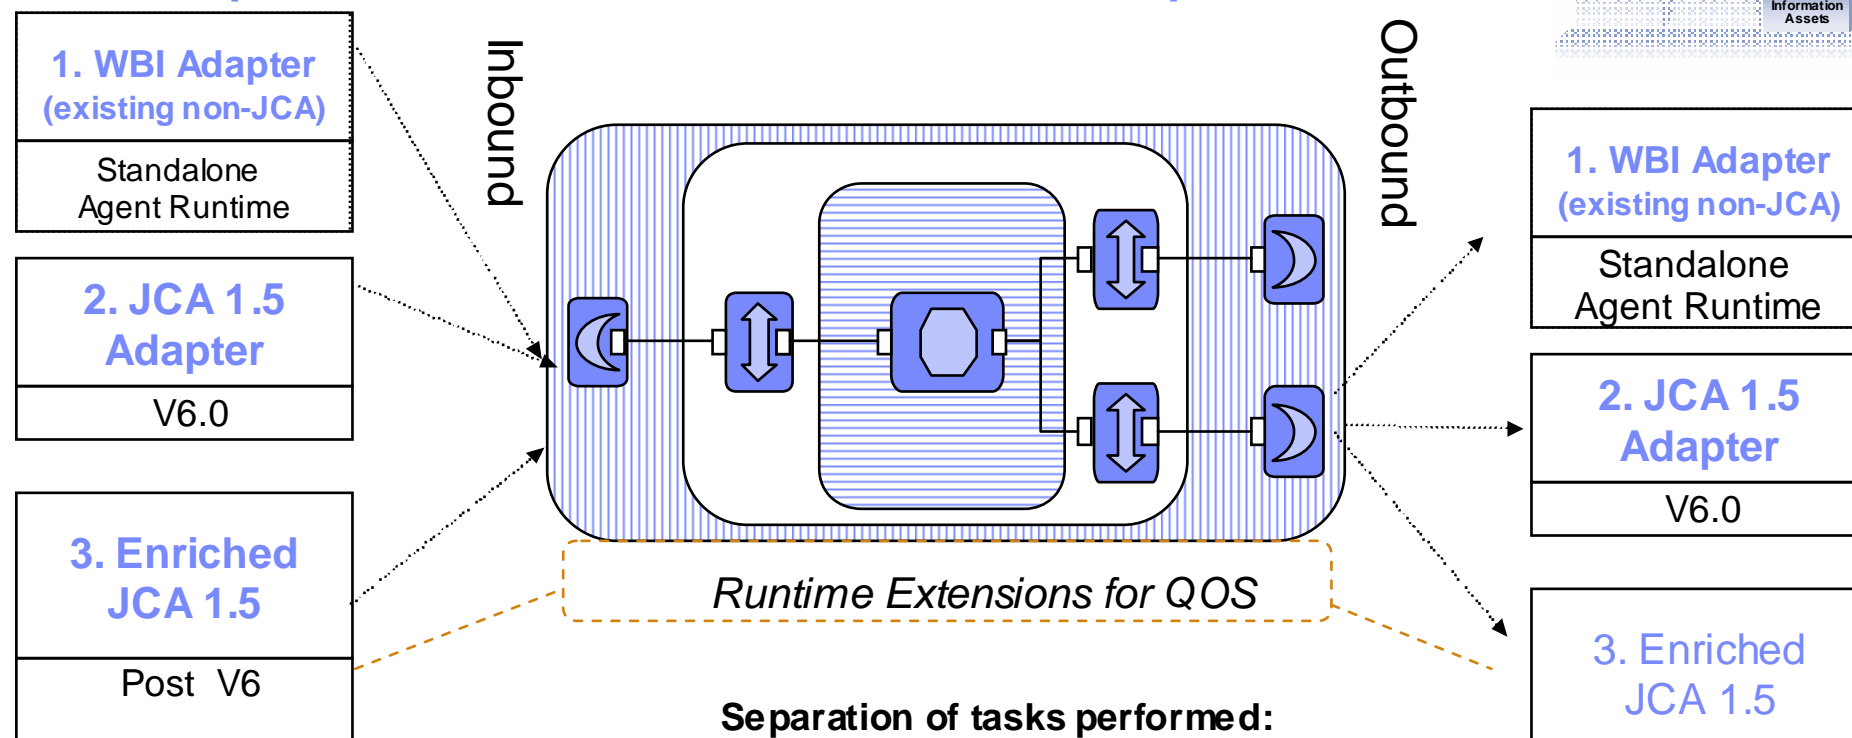 Information
Assets
1. WBI Adapter
(existing non-JCA)
Standalone
Agent Runtime
2. JCA 1.5
Adapter
V6.0
3. Enriched
JCA 1.5
Post V6
Inbound
Outbound
Runtime Extensions for QOS
Separation of tasks performed:
1. WBI Adapter
(existing non-JCA)
Standalone
Agent Runtime
2. JCA 1.5
Adapter
V6.0
3. Enriched
JCA 1.5